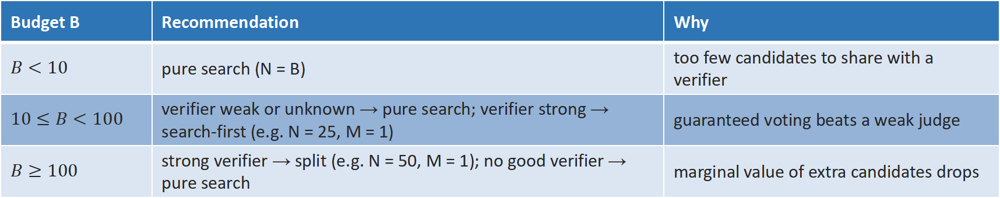 Budget B
Recommendation
Why
B < 10
pure search (N = B)
too few candidates to share with a
verifier
10 ≤ B < 100
verifier weak or unknown → pure search; verifier strong →
search-first (e.g. N = 25, M = 1)
guaranteed voting beats a weak judge
B ≥ 100
strong verifier → split (e.g. N = 50, M = 1); no good verifier →
pure search
marginal value of extra candidates drops